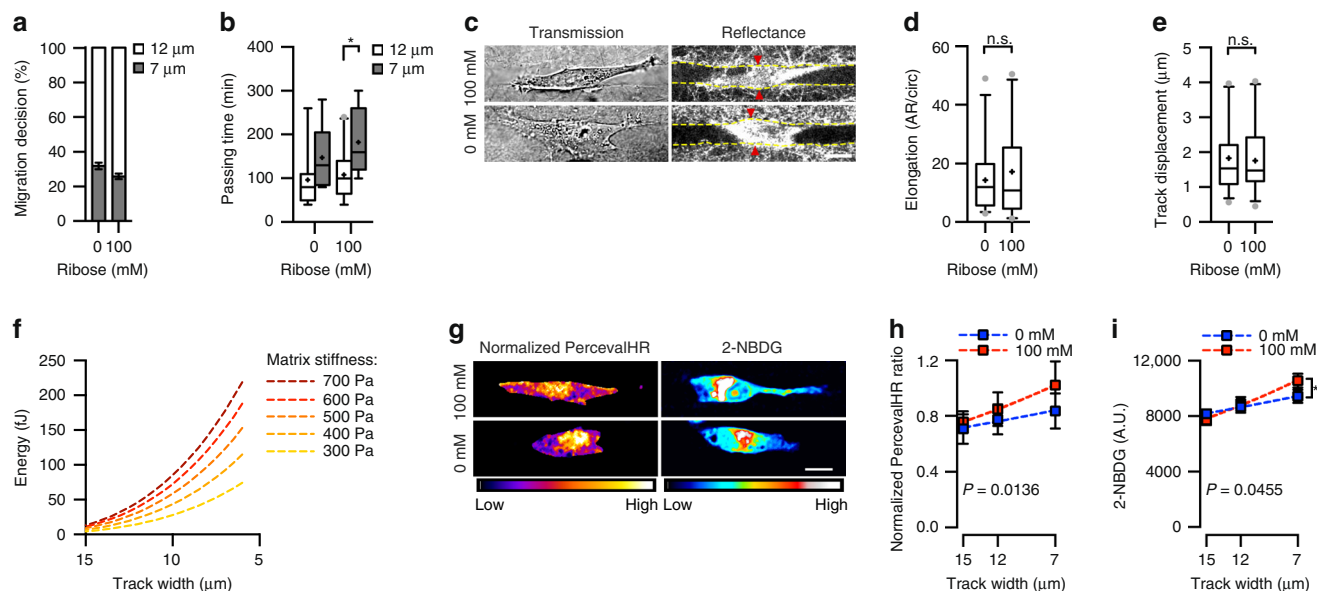 a
100
80
60
40
20
0
Migration decision (%)
12 μm
7 μm
0 100
Ribose (mM)
b
400
300
200
100
0
Passing time (min)
*
12 μm
7 μm
0 100
Ribose (mM)
c
Transmission Reflectance
100 mM
0 mM
d
60
40
20
0
Elongation (AR/circ)
n.s.
0 100
Ribose (mM)
e
5
4
3
2
1
0
Track displacement (μm)
n.s.
0 100
Ribose (mM)
f
250
200
150
100
50
0
Energy (fJ)
Matrix stiffness:
700 Pa
600 Pa
500 Pa
400 Pa
300 Pa
15 10 5
Track width (μm)
g
Normalized PercevalHR 2-NBDG
100 mM
0 mM
Low High Low High
h
0 mM
100 mM
1.2
0.8
0.4
0.0
Normalized PercevalHR ratio
P = 0.0136
15 12 7
Track width (μm)
i
0 mM
100 mM
12,000
8000
4000
0
2-NBDG (A.U.)
*
P = 0.0455
15 12 7
Track width (μm)